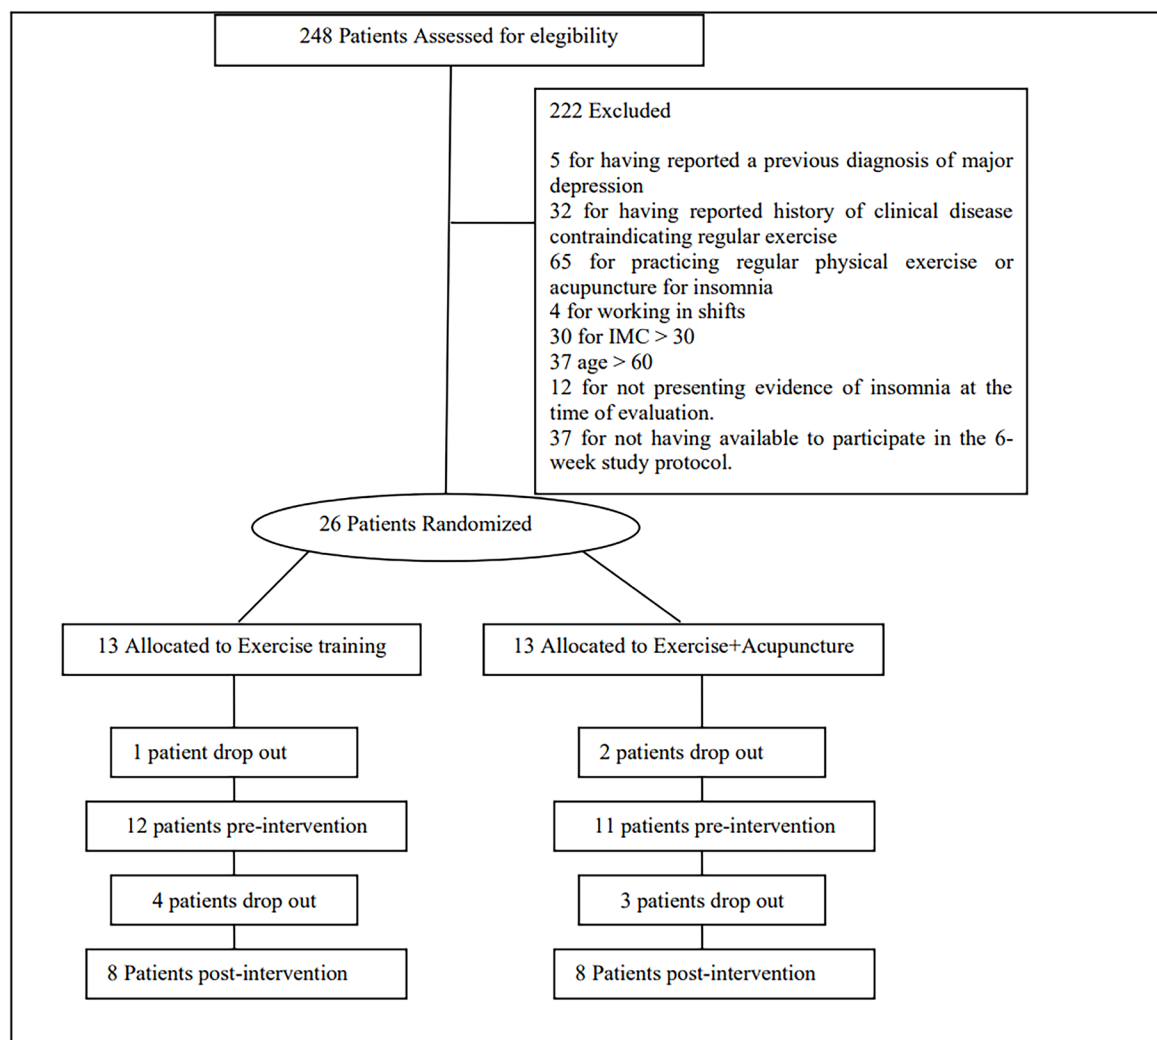 248 Patients Assessed for elegibility
222 Excluded
5 for having reported a previous diagnosis of major
depression
32 for having reported history of clinical disease
contraindicating regular exercise
65 for practicing regular physical exercise or
acupuncture for insomnia
4 for working in shifts
30 for IMC > 30
37 age > 60
12 for not presenting evidence of insomnia at the
time of evaluation.
37 for not having available to participate in the 6-
week study protocol.
26 Patients Randomized
13 Allocated to Exercise training
13 Allocated to Exercise+Acupuncture
1 patient drop out
2 patients drop out
12 patients pre-intervention
11 patients pre-intervention
4 patients drop out
3 patients drop out
8 Patients post-intervention
8 Patients post-intervention